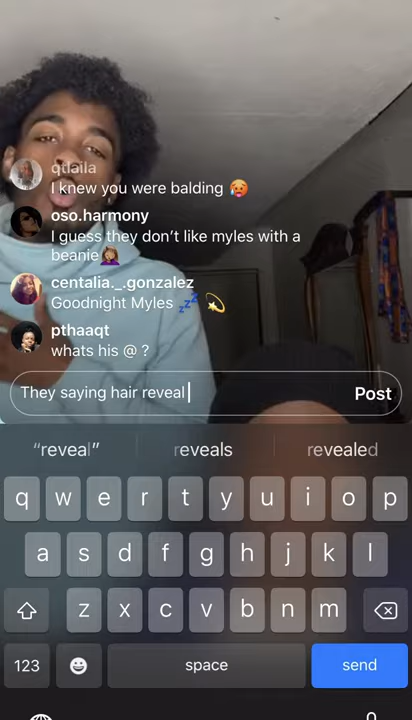 qtlaila
I knew you were balding 🥵
oso.harmony
I guess they don't like myles with a
beanie🤦🏾‍♀️
centalia._.gonzalez
Goodnight Myles 💤 💫
pthaaqt
whats his @ ?
They saying hair reveal
Post
"reveal"
reveals
revealed
q w e r t y u i o p
a s d f g h j k l
z x c v b n m
123
space
send